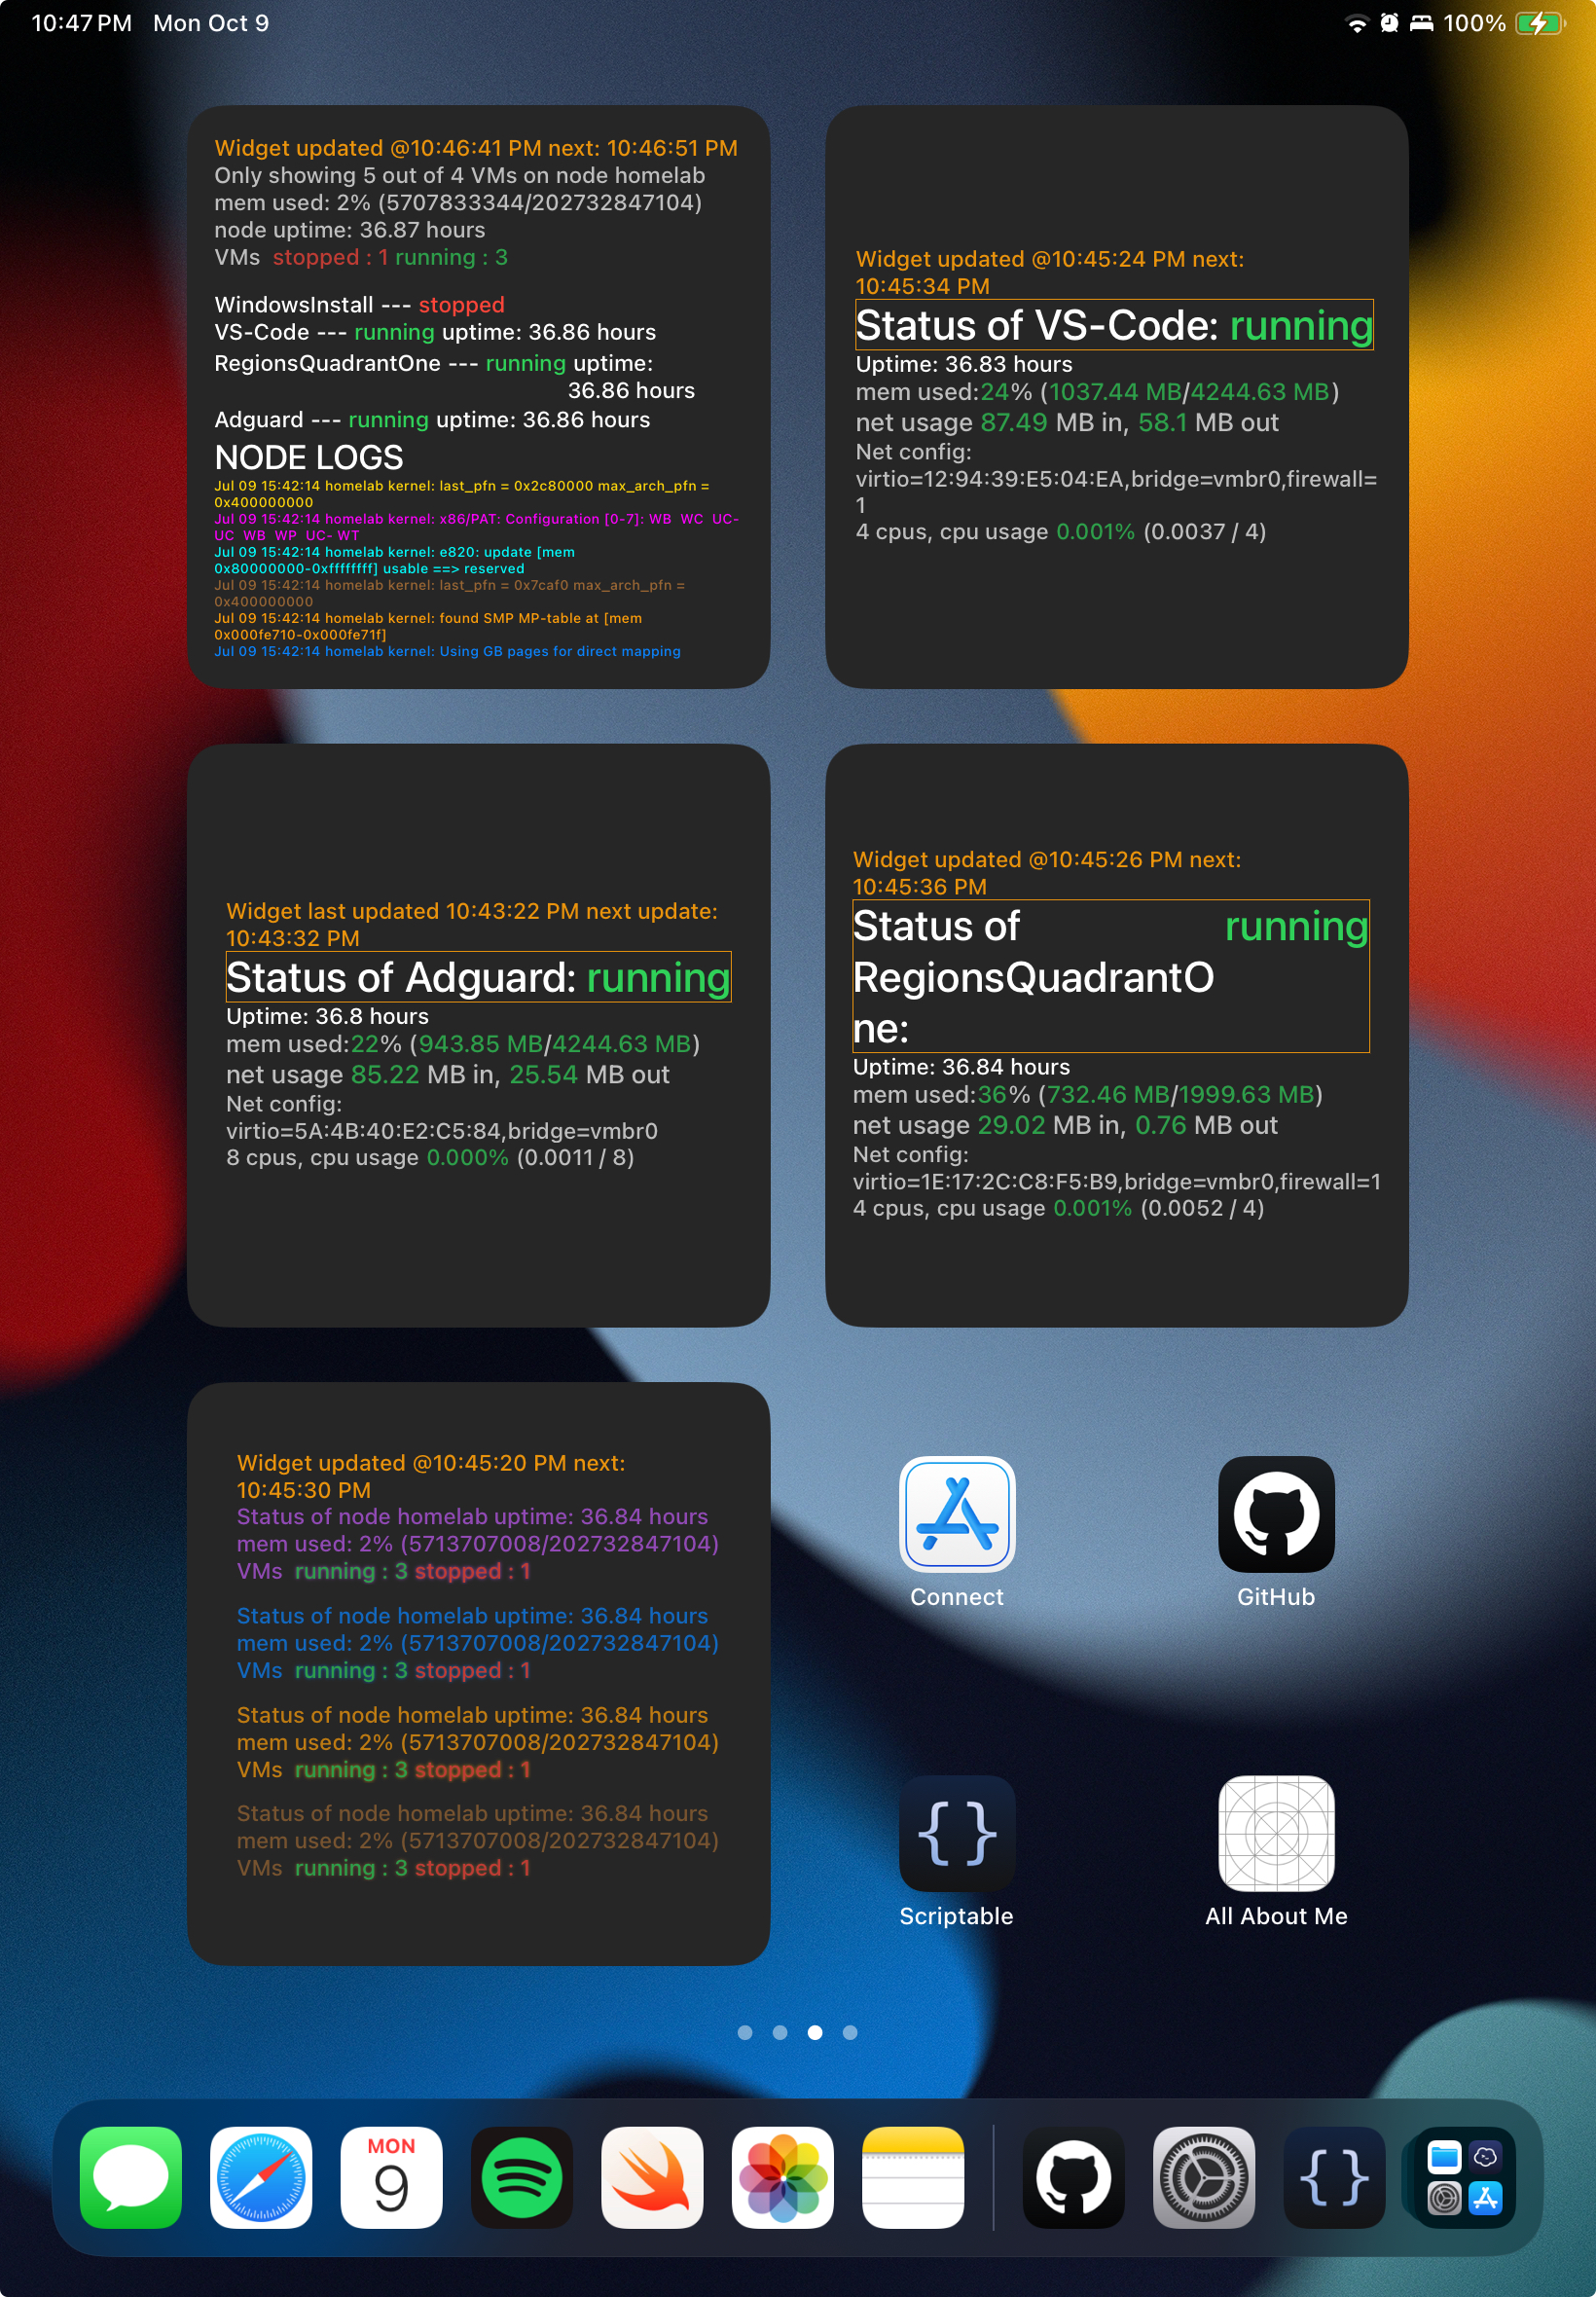 10:47 PM Mon Oct 9
100%
Widget updated @10:46:41 PM next: 10:46:51 PM
Only showing 5 out of 4 VMs on node homelab
mem used: 2% (5707833344/202732847104)
node uptime: 36.87 hours
VMs stopped : 1 running : 3
WindowsInstall --- stopped
VS-Code --- running uptime: 36.86 hours
RegionsQuadrantOne --- running uptime:
36.86 hours
Adguard --- running uptime: 36.86 hours
NODE LOGS
Jul 09 15:42:14 homelab kernel: last_pfn = 0x2c80000 max_arch_pfn =
0x400000000
Jul 09 15:42:14 homelab kernel: x86/PAT: Configuration [0-7]: WB WC UC-
UC WB WP UC- WT
Jul 09 15:42:14 homelab kernel: e820: update [mem
0x80000000-0xffffffff] usable ==> reserved
Jul 09 15:42:14 homelab kernel: last_pfn = 0x7caf0 max_arch_pfn =
0x400000000
Jul 09 15:42:14 homelab kernel: found SMP MP-table at [mem
0x000fe710-0x000fe71f]
Jul 09 15:42:14 homelab kernel: Using GB pages for direct mapping
Widget updated @10:45:24 PM next:
10:45:34 PM
Status of VS-Code: running
Uptime: 36.83 hours
mem used:24% (1037.44 MB/4244.63 MB)
net usage 87.49 MB in, 58.1 MB out
Net config:
virtio=12:94:39:E5:04:EA,bridge=vmbr0,firewall=
1
4 cpus, cpu usage 0.001% (0.0037 / 4)
Widget last updated 10:43:22 PM next update:
10:43:32 PM
Status of Adguard: running
Uptime: 36.8 hours
mem used:22% (943.85 MB/4244.63 MB)
net usage 85.22 MB in, 25.54 MB out
Net config:
virtio=5A:4B:40:E2:C5:84,bridge=vmbr0
8 cpus, cpu usage 0.000% (0.0011 / 8)
Widget updated @10:45:26 PM next:
10:45:36 PM
Status of running
RegionsQuadrantO
ne:
Uptime: 36.84 hours
mem used:36% (732.46 MB/1999.63 MB)
net usage 29.02 MB in, 0.76 MB out
Net config:
virtio=1E:17:2C:C8:F5:B9,bridge=vmbr0,firewall=1
4 cpus, cpu usage 0.001% (0.0052 / 4)
Widget updated @10:45:20 PM next:
10:45:30 PM
Status of node homelab uptime: 36.84 hours
mem used: 2% (5713707008/202732847104)
VMs running : 3 stopped : 1
Status of node homelab uptime: 36.84 hours
mem used: 2% (5713707008/202732847104)
VMs running : 3 stopped : 1
Status of node homelab uptime: 36.84 hours
mem used: 2% (5713707008/202732847104)
VMs running : 3 stopped : 1
Status of node homelab uptime: 36.84 hours
mem used: 2% (5713707008/202732847104)
VMs running : 3 stopped : 1
Connect
GitHub
{}
Scriptable
All About Me
MON
9
{}